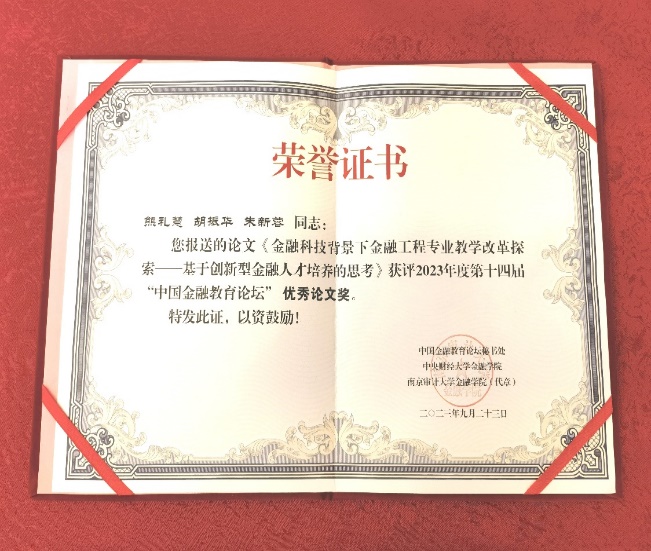 荣誉证书
熊礼慧 胡振华 朱新蓉 同志：
您报送的论文《金融科技背景下金融工程专业教学改革探
索——基于创新型金融人才培养的思考》获评2023年度第十四届
“中国金融教育论坛” 优秀论文奖。
特发此证，以资鼓励！
中国金融教育论坛秘书处
中央财经大学金融学院
南京审计大学金融学院（代章）
二〇二三年九月二十三日